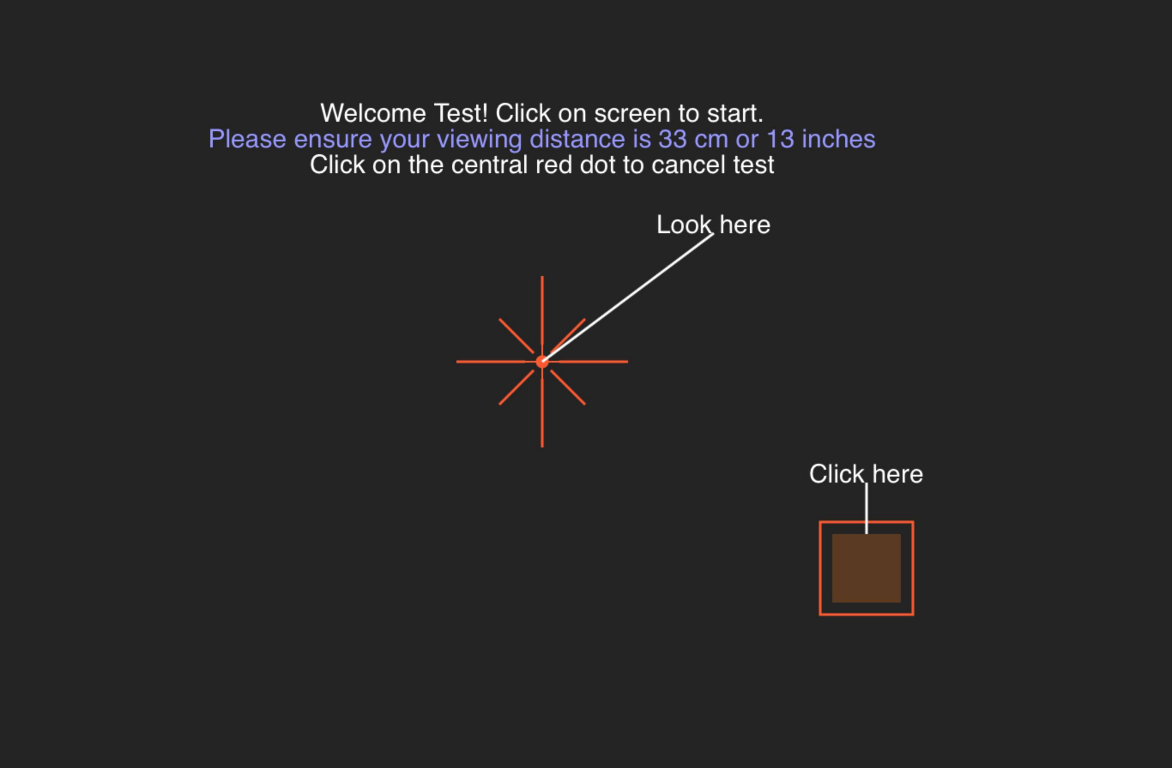 Welcome Test! Click on screen to start.
Please ensure your viewing distance is 33 cm or 13 inches
Click on the central red dot to cancel test
Look here
Click here